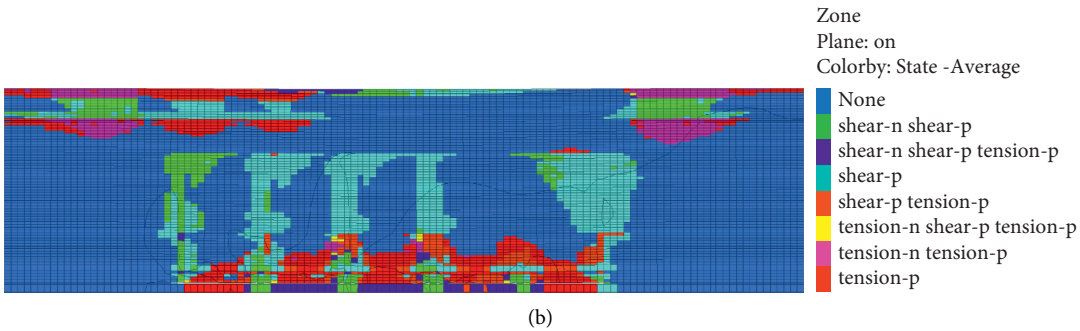 Zone
Plane: on
Colorby: State -Average
None
shear-n shear-p
shear-n shear-p tension-p
shear-p
shear-p tension-p
tension-n shear-p tension-p
tension-n tension-p
tension-p
(b)